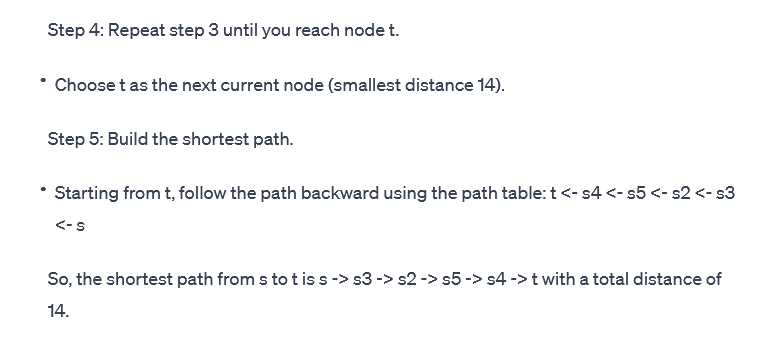 Step 4: Repeat step 3 until you reach node t.
• Choose t as the next current node (smallest distance 14).
Step 5: Build the shortest path.
• Starting from t, follow the path backward using the path table: t <- s4 <- s5 <- s2 <- s3
<- s
So, the shortest path from s to t is s -> s3 -> s2 -> s5 -> s4 -> t with a total distance of
14.